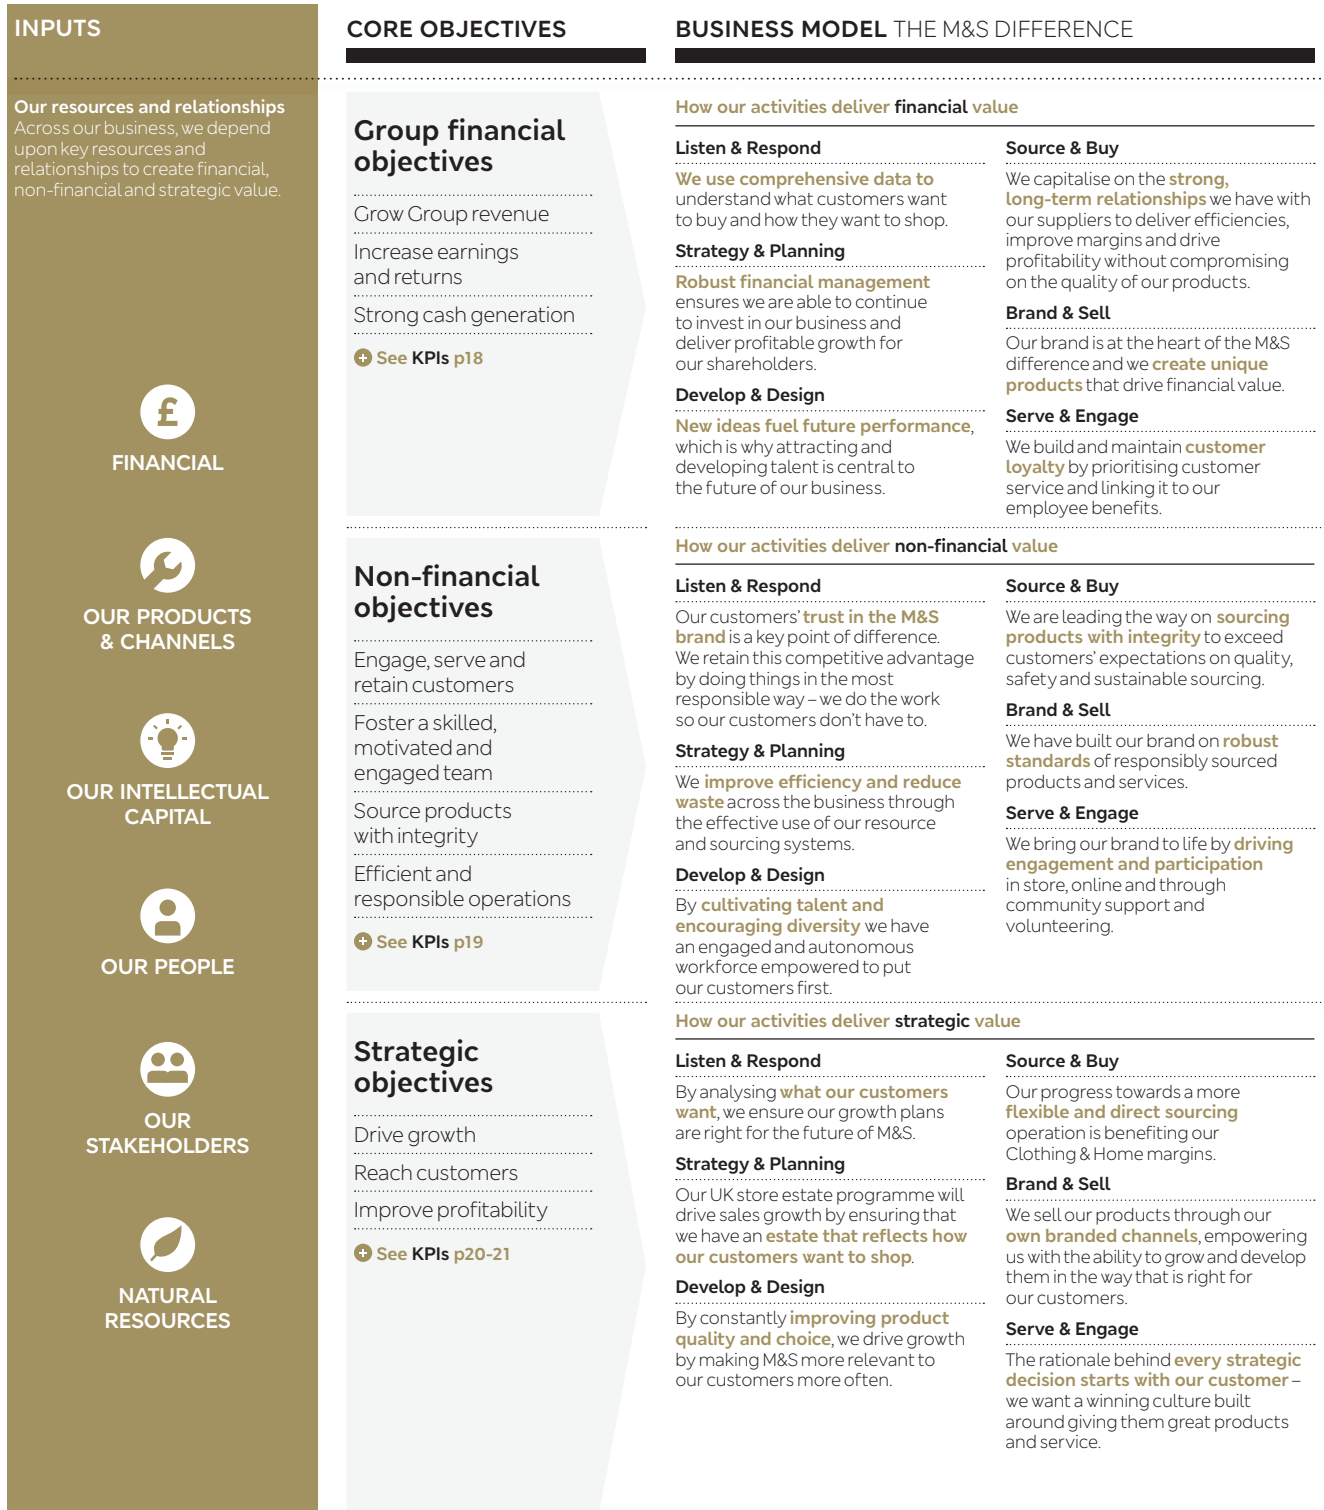 INPUTS
Our resources and relationships
Across our business, we depend
upon key resources and
relationships to create financial,
non-financial and strategic value.
£
FINANCIAL
OUR PRODUCTS
& CHANNELS
OUR INTELLECTUAL
CAPITAL
OUR PEOPLE
OUR
STAKEHOLDERS
NATURAL
RESOURCES
CORE OBJECTIVES
Group financial
objectives
Grow Group revenue
Increase earnings
and returns
Strong cash generation
See KPIs p18
Non-financial
objectives
Engage, serve and
retain customers
Foster a skilled,
motivated and
engaged team
Source products
with integrity
Efficient and
responsible operations
See KPIs p19
Strategic
objectives
Drive growth
Reach customers
Improve profitability
See KPIs p20-21
BUSINESS MODEL THE M&S DIFFERENCE
How our activities deliver financial value
Listen & Respond
We use comprehensive data to
understand what customers want
to buy and how they want to shop.
Strategy & Planning
Robust financial management
ensures we are able to continue
to invest in our business and
deliver profitable growth for
our shareholders.
Develop & Design
New ideas fuel future performance,
which is why attracting and
developing talent is central to
the future of our business.
Source & Buy
We capitalise on the strong,
long-term relationships we have with
our suppliers to deliver efficiencies,
improve margins and drive
profitability without compromising
on the quality of our products.
Brand & Sell
Our brand is at the heart of the M&S
difference and we create unique
products that drive financial value.
Serve & Engage
We build and maintain customer
loyalty by prioritising customer
service and linking it to our
employee benefits.
How our activities deliver non-financial value
Listen & Respond
Our customers' trust in the M&S
brand is a key point of difference.
We retain this competitive advantage
by doing things in the most
responsible way – we do the work
so our customers don't have to.
Strategy & Planning
We improve efficiency and reduce
waste across the business through
the effective use of our resource
and sourcing systems.
Develop & Design
By cultivating talent and
encouraging diversity we have
an engaged and autonomous
workforce empowered to put
our customers first.
Source & Buy
We are leading the way on sourcing
products with integrity to exceed
customers' expectations on quality,
safety and sustainable sourcing.
Brand & Sell
We have built our brand on robust
standards of responsibly sourced
products and services.
Serve & Engage
We bring our brand to life by driving
engagement and participation
in store, online and through
community support and
volunteering.
How our activities deliver strategic value
Listen & Respond
By analysing what our customers
want, we ensure our growth plans
are right for the future of M&S.
Strategy & Planning
Our UK store estate programme will
drive sales growth by ensuring that
we have an estate that reflects how
our customers want to shop.
Develop & Design
By constantly improving product
quality and choice, we drive growth
by making M&S more relevant to
our customers more often.
Source & Buy
Our progress towards a more
flexible and direct sourcing
operation is benefiting our
Clothing & Home margins.
Brand & Sell
We sell our products through our
own branded channels, empowering
us with the ability to grow and develop
them in the way that is right for
our customers.
Serve & Engage
The rationale behind every strategic
decision starts with our customer –
we want a winning culture built
around giving them great products
and service.